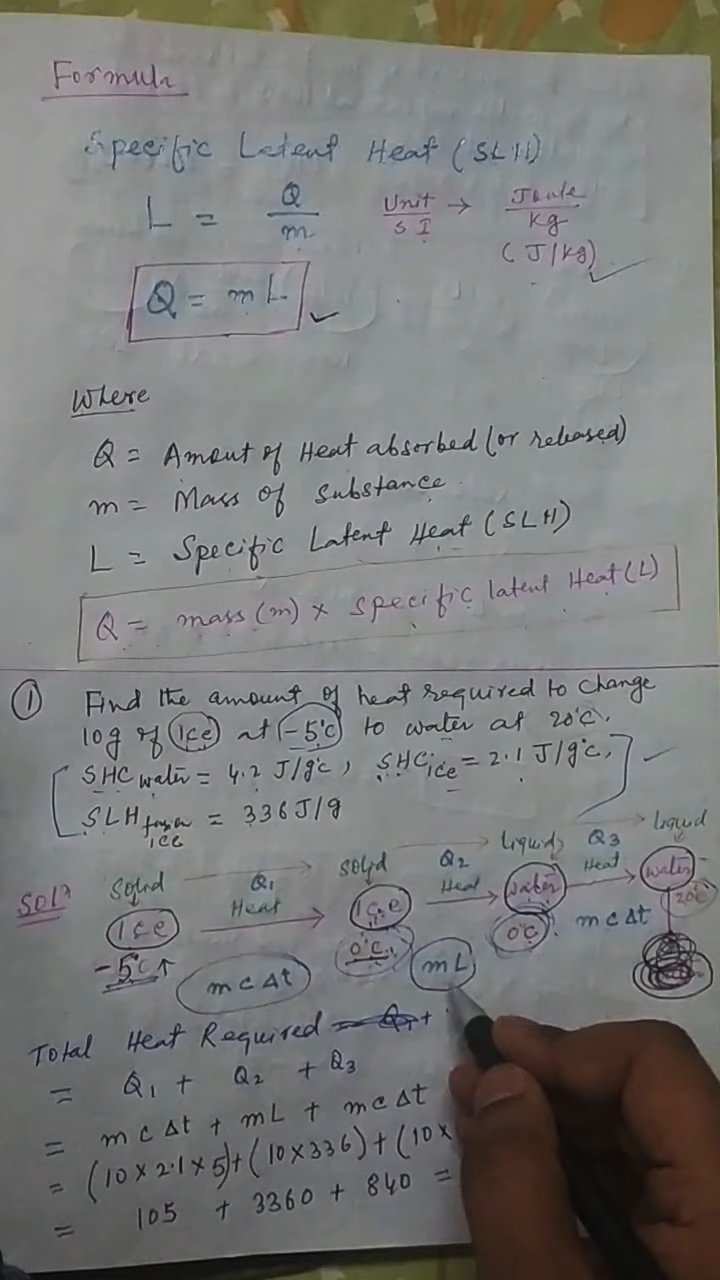 Formula
Specific Latent Heat (SLH)
L = Q/m Unit/SI → Joule/kg
(J/kg)
Q = mL
Where
Q = Amout of Heat absorbed (or released)
m = Mass of substance.
L = Specific Latent Heat (SLH)
Q = mass (m) x specific latent Heat (L)
① Find the amount of heat required to change
10g of Ice at -5°C to water at 20°C.
SHC water = 4.2 J/g°C, SHC ice = 2.1 J/g°C,
SLH ice = 336 J/g
Solid Q1 Solid Q2 liquid, Q3 liquid
Sol?
Ice Heat Ice Heat water Heat water
-5°C ↑ mcΔt 0°C mL 0°C mcΔt 20°C
Total Heat Required = +
= Q1 + Q2 + Q3
= mcΔt + mL + mcΔt
= (10×2.1×5)+(10×336)+(10×
= 105 + 3360 + 840 =